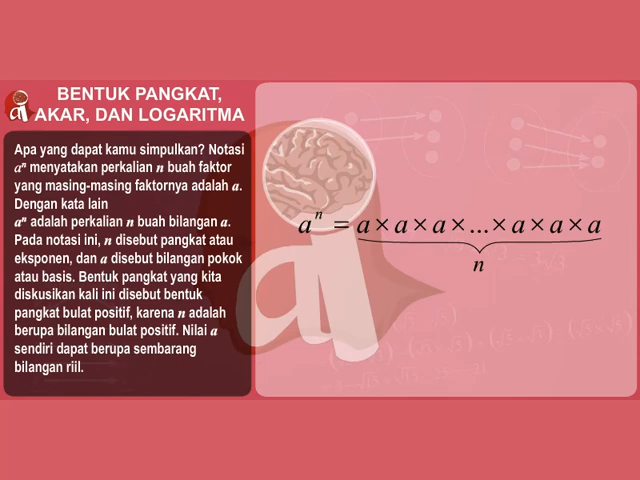 BENTUK PANGKAT,
AKAR, DAN LOGARITMA
Apa yang dapat kamu simpulkan? Notasi
aⁿ menyatakan perkalian n buah faktor
yang masing-masing faktornya adalah a.
Dengan kata lain
aⁿ adalah perkalian n buah bilangan a.
Pada notasi ini, n disebut pangkat atau
eksponen, dan a disebut bilangan pokok
atau basis. Bentuk pangkat yang kita
diskusikan kali ini disebut bentuk
pangkat bulat positif, karena n adalah
berupa bilangan bulat positif. Nilai a
sendiri dapat berupa sembarang
bilangan riil.
aⁿ = a × a × a × ... × a × a × a
n